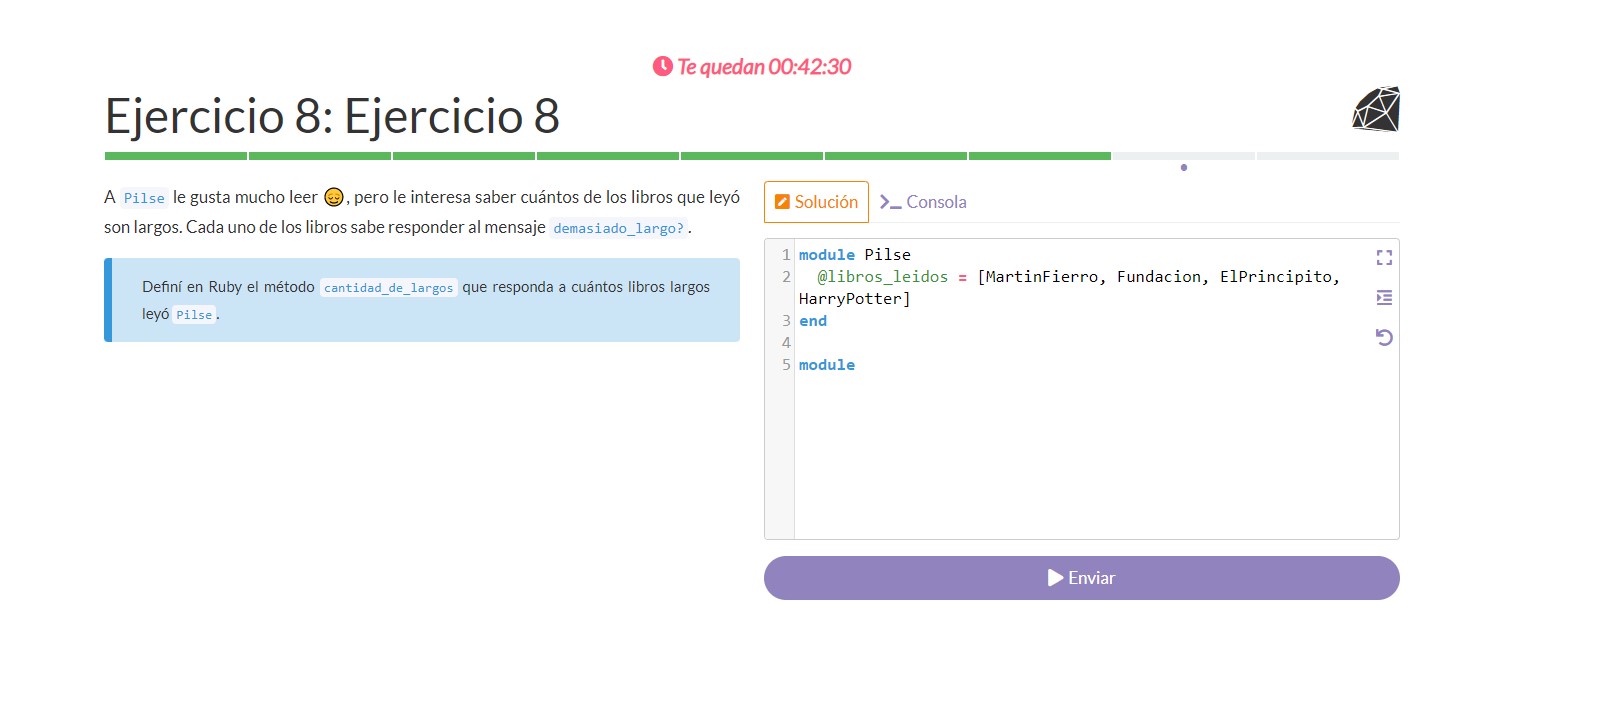 Te quedan 00:42:30
Ejercicio 8: Ejercicio 8
A Pilse le gusta mucho leer 😌, pero le interesa saber cuántos de los libros que leyó
son largos. Cada uno de los libros sabe responder al mensaje demasiado_largo? .
Definí en Ruby el método cantidad_de_largos que responda a cuántos libros largos
leyó Pilse.
Solución
Consola
1 module Pilse
2   @libros_leidos = [MartinFierro, Fundacion, ElPrincipito,
HarryPotter]
3 end
4
5 module
Enviar